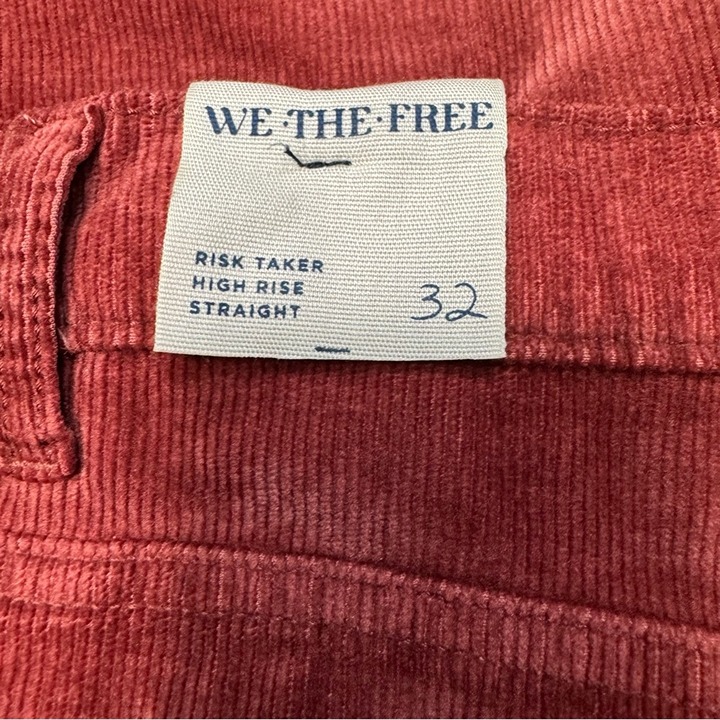 WE·THE·FREE
RISK TAKER
HIGH RISE
STRAIGHT
32